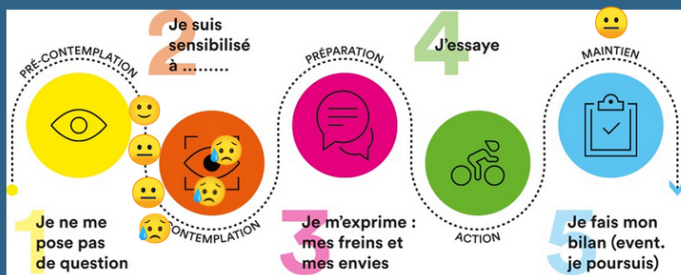 PRÉ-CONTEMPLATION
1
Je ne me
pose pas
de question
2
Je suis
sensibilisé
à .........
CONTEMPLATION
PRÉPARATION
3
Je m'exprime :
mes freins et
mes envies
4
J'essaye
ACTION
MAINTIEN
5
Je fais mon
bilan (event.
je poursuis)